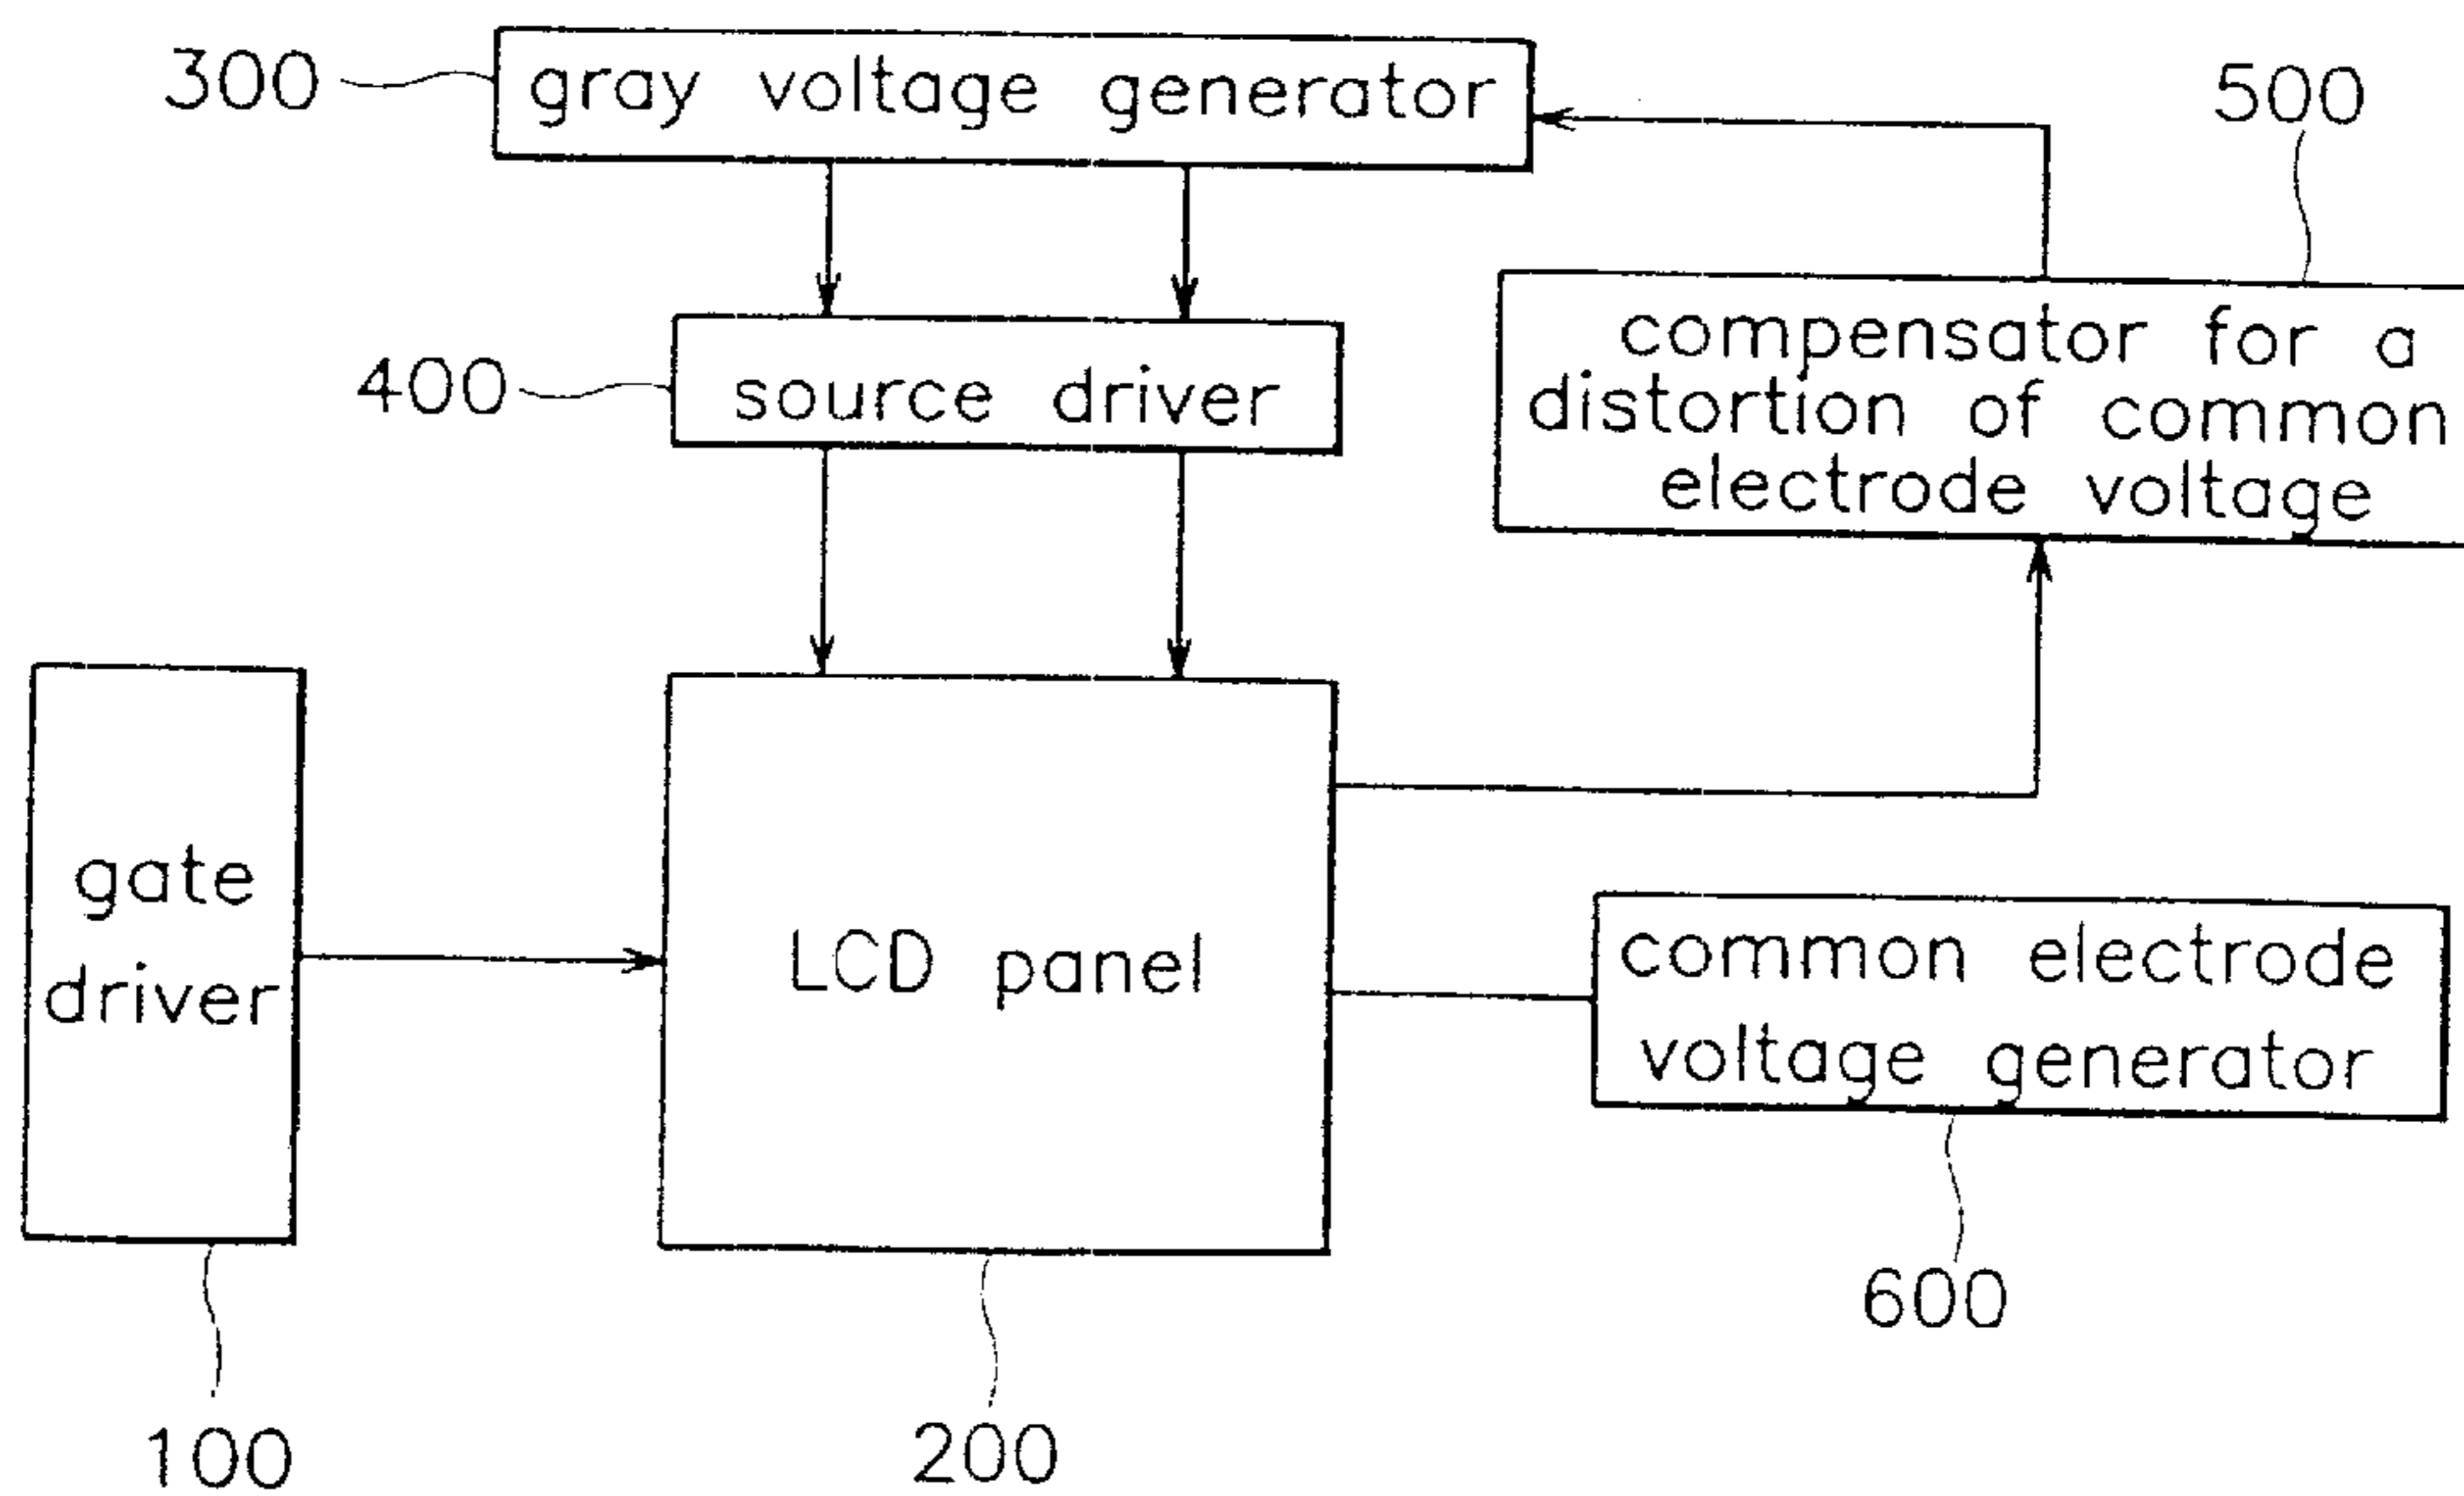 300
gray voltage generator
500
400
source driver
compensator for a
distortion of common
electrode voltage
gate
driver
LCD panel
common electrode
voltage generator
600
100
200